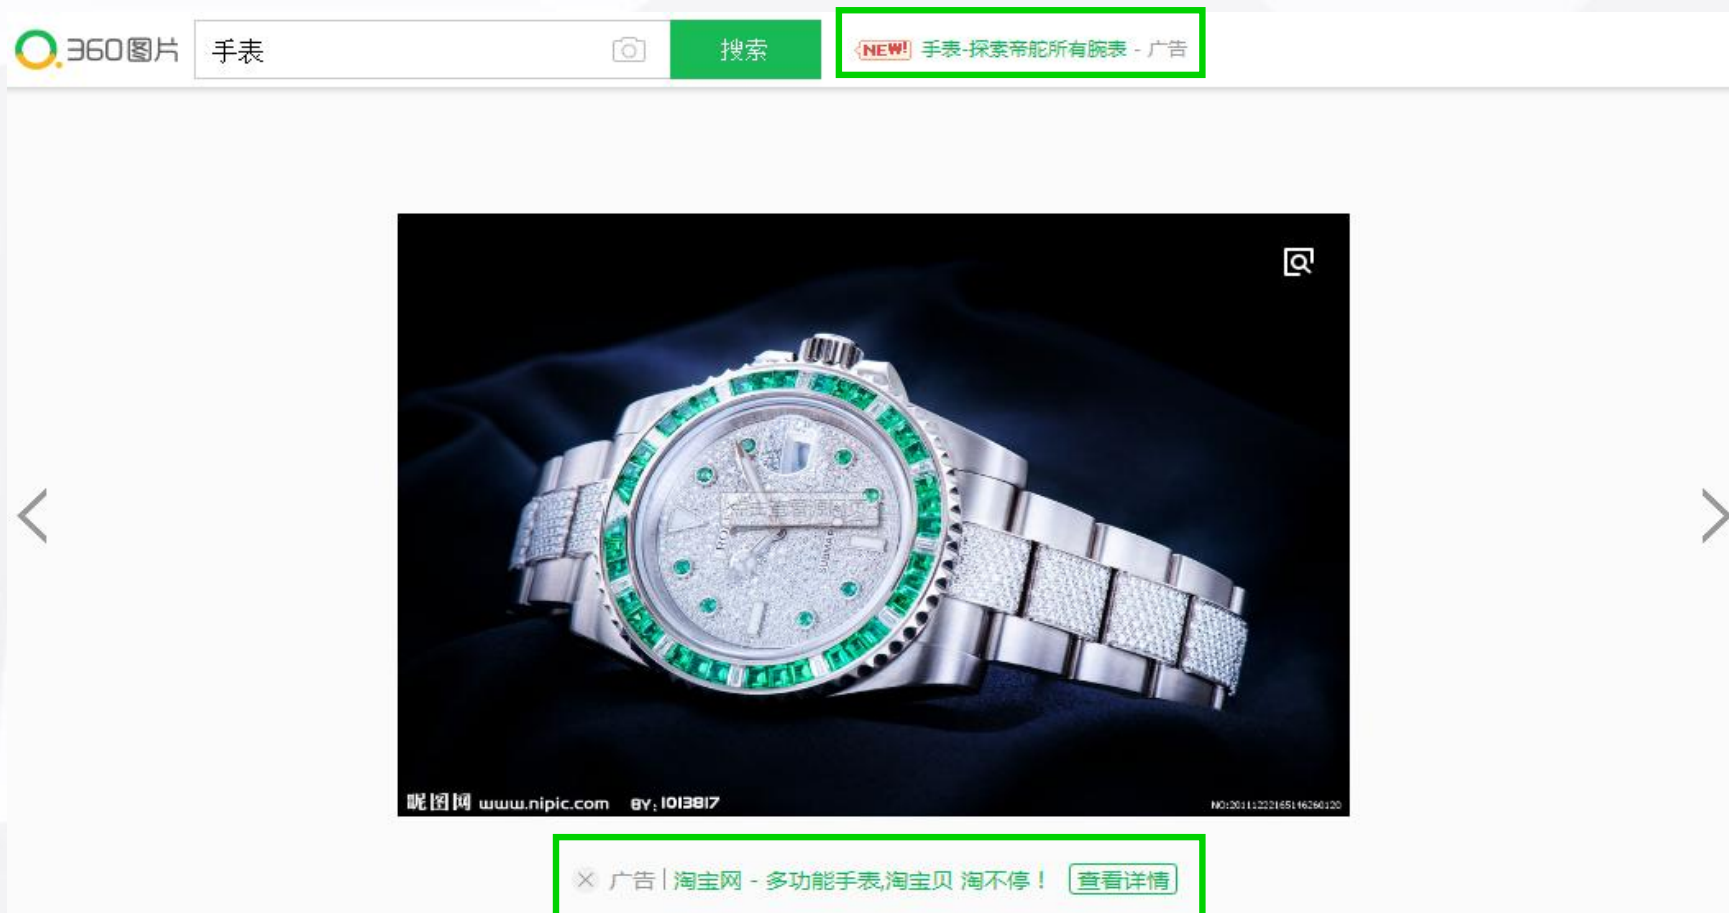 360图片
手表
搜索
NEW! 手表-探索帝舵所有腕表 - 广告
昵图网 www.nipic.com BY:1013817
NO:20111222165146260120
广告 | 淘宝网 - 多功能手表,淘宝贝 淘不停！ 查看详情